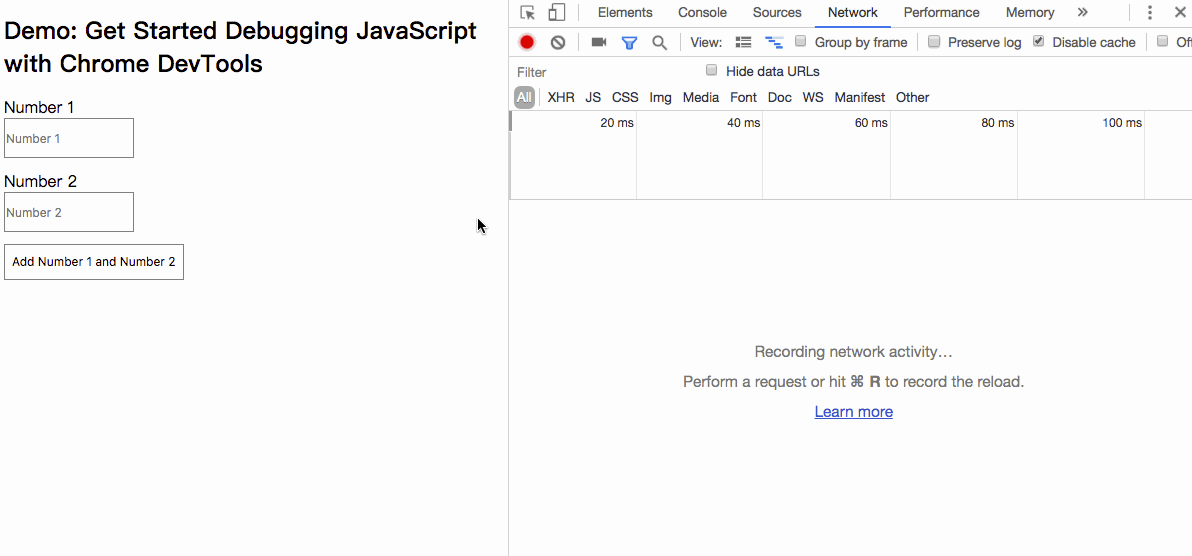 Demo: Get Started Debugging JavaScript
with Chrome DevTools
Number 1
Number 1
Number 2
Number 2
Add Number 1 and Number 2
Elements Console Sources Network Performance Memory »
View: Group by frame Preserve log Disable cache Off
Filter Hide data URLs
All XHR JS CSS Img Media Font Doc WS Manifest Other
20 ms 40 ms 60 ms 80 ms 100 ms
Recording network activity…
Perform a request or hit ⌘ R to record the reload.
Learn more